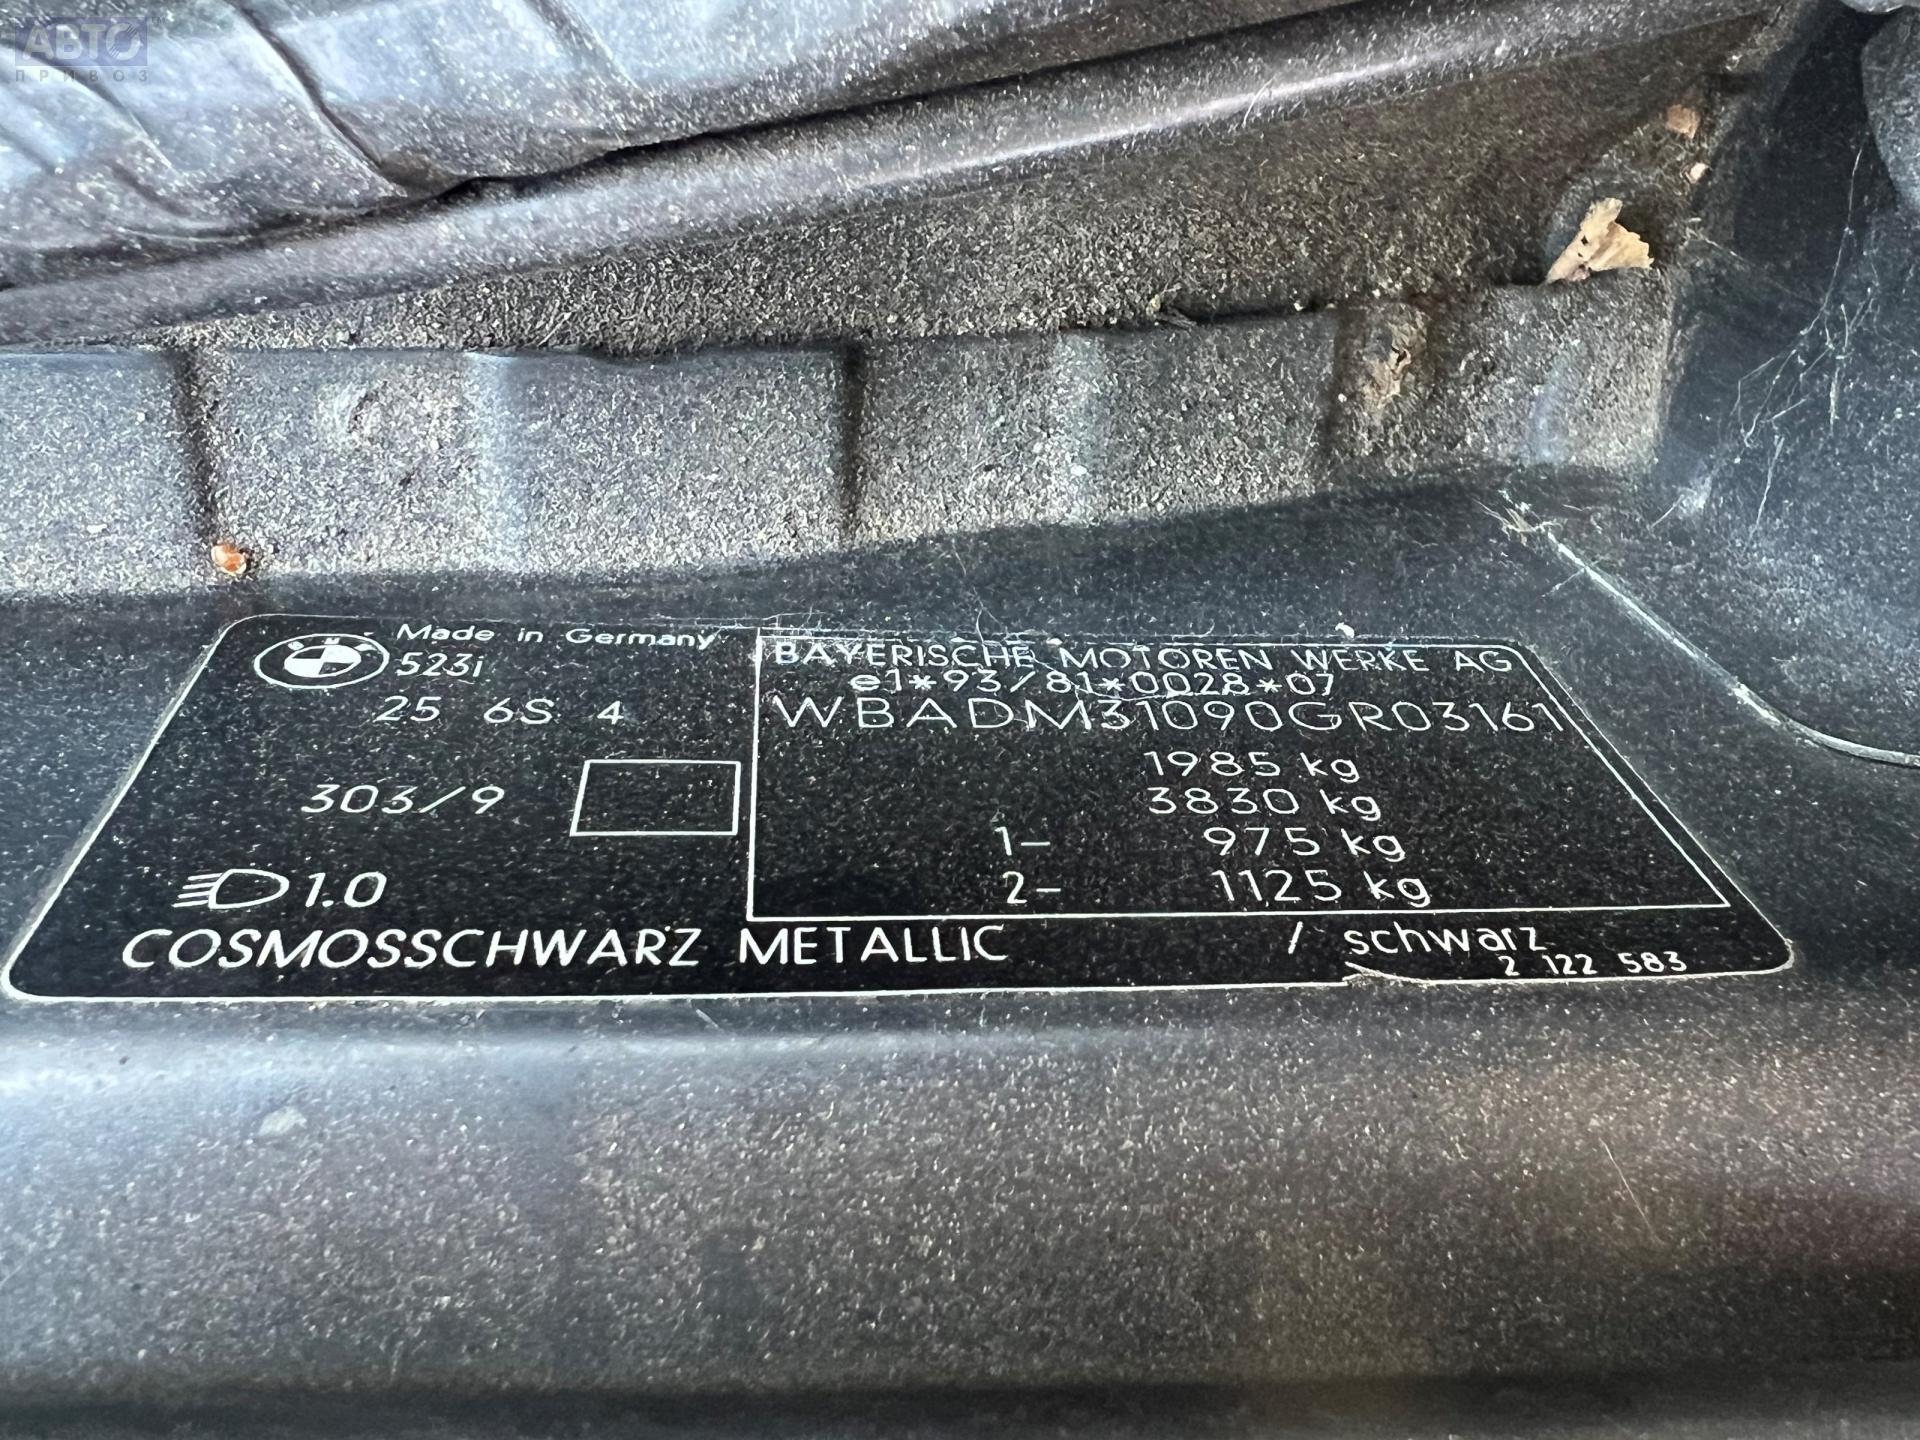 АВТО
ПРИВОЗ
Made in Germany
523i
25 6S 4
303/9
1.0
COSMOSSCHWARZ METALLIC / schwarz
2 122 583
BAYERISCHE MOTOREN WERKE AG
e1*93/81*0028*07
WBADM31090GR03161
1985 kg
3830 kg
1- 975 kg
2- 1125 kg